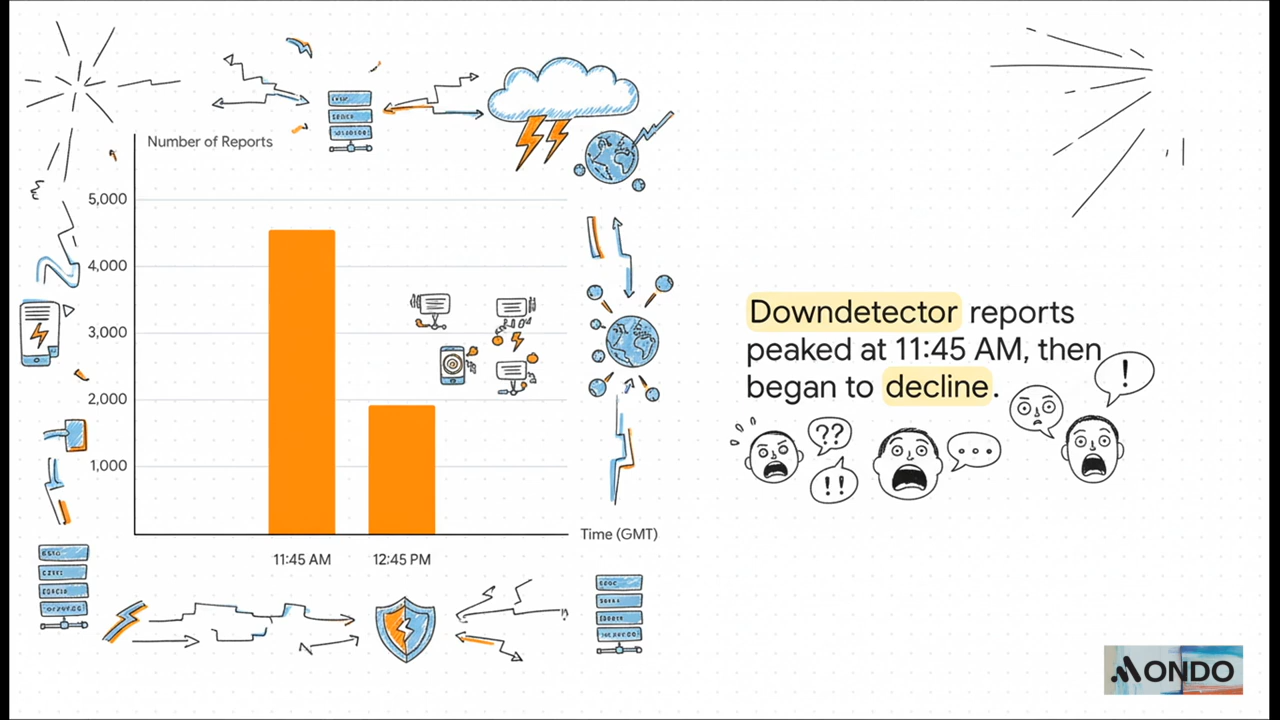 Number of Reports
5,000
4,000
3,000
2,000
1,000
11:45 AM
12:45 PM
Time (GMT)
Downdetector reports
peaked at 11:45 AM, then
began to decline.
!
??
!!
...
MONDO